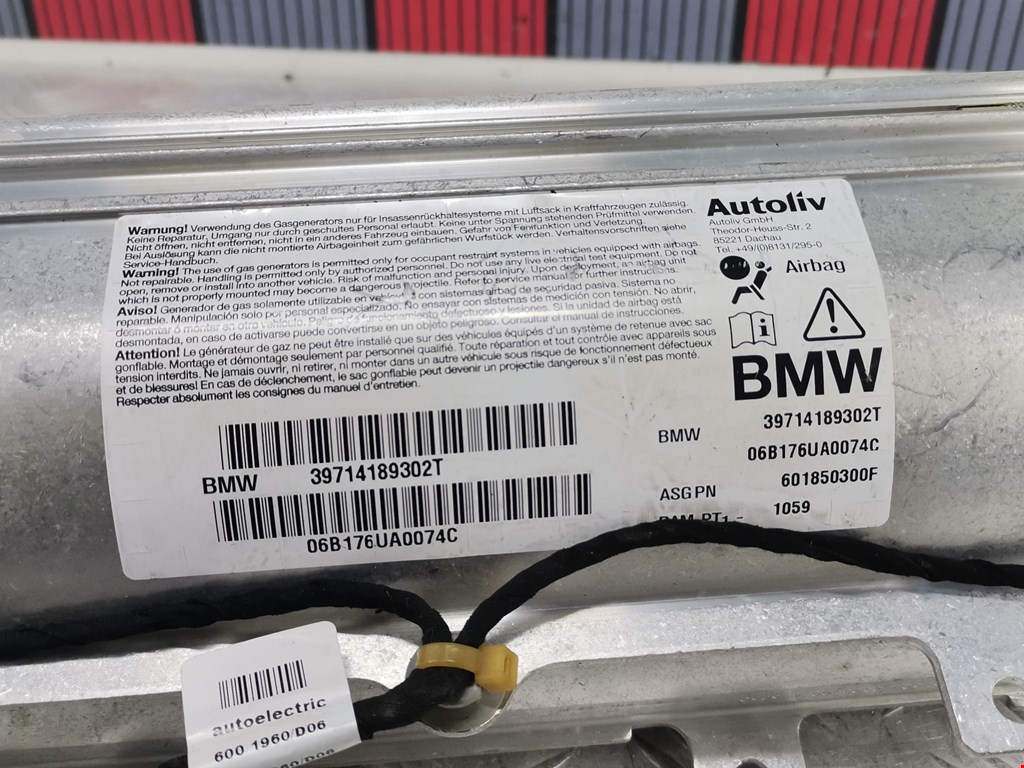 Warnung! Verwendung des Gasgenerators nur für Insassenrückhaltesysteme mit Luftsack in Kraftfahrzeugen zulässig.
Keine Reparatur, Umgang nur durch geschultes Personal erlaubt. Keine unter Spannung stehenden Prüfmittel verwenden.
Nicht öffnen, nicht entfernen, nicht in ein anderes Fahrzeug einbauen. Gefahr von Fehlfunktion und Verletzung.
Bei Auslösung kann die nicht montierte Airbageinheit zum gefährlichen Wurfstück werden. Verhaltensvorschriften siehe
Service-Handbuch.
Warning! The use of gas generators is permitted only for occupant restraint systems in vehicles equipped with airbags.
Not repairable. Handling is permitted only by authorized personnel. Do not use any live electrical test equipment. Do not
open, remove or install into another vehicle. Risk of malfunction and personal injury. Upon deployment, an airbag unit
which is not properly mounted may become a dangerous projectile. Refer to service manual for further instructions.
Aviso! Generador de gas solamente utilizable en con sistemas airbag de seguridad pasiva. Sistema no
reparable. Manipulación solo por personal especializado. No ensayar con sistemas de medición con tensión. No abrir,
desmontar ó montar en otro vehículo. defectuoso y lesiones. Si la unidad de airbag está
desmontada, en caso de activarse puede convertirse en un objeto peligroso. Consultar el manual de instrucciones.
Attention! Le générateur de gaz ne peut être installé que sur des véhicules équipés d'un système de retenue avec sac
gonflable. Montage et démontage seulement par personnel qualifié. Toute réparation et tout contrôle avec appareils sous
tension interdits. Ne jamais ouvrir, ni retirer, ni monter dans un autre véhicule sous risque de fonctionnement défectueux
et de blessures! En cas de déclenchement, le sac gonflable peut devenir un projectile dangereux s'il n'est pas monté.
Respecter absolument les consignes du manuel d'entretien.
Autoliv
Autoliv GmbH
Theodor-Heuss-Str. 2
85221 Dachau
Tel. +49/(0)8131/295-0
Airbag
BMW
BMW 39714189302T
06B176UA0074C
ASG PN 601850300F
1059
BMW 39714189302T
06B176UA0074C
autoelectric
600 1960/D06